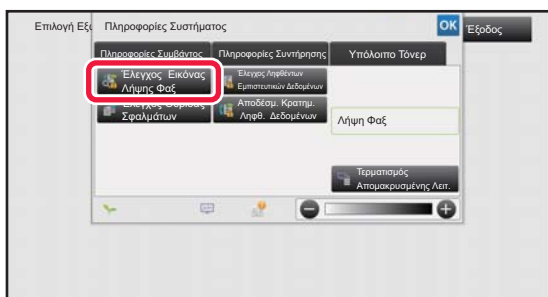 Επιλογή Εξ
Πληροφορίες Συστήματος
OK
Έξοδος
Πληροφορίες Συμβάντος
Πληροφορίες Συντήρησης
Υπόλοιπο Τόνερ
Έλεγχος Εικόνας
Λήψης Φαξ
Έλεγχος Ληφθέντων
Εμπιστευτικών Δεδομένων
Σφαλμάτων
Αποδέσμ. Κρατημ.
Ληφθ. Δεδομένων
Λήψη Φαξ
Τερματισμός
Απομακρυσμένης Λειτ.